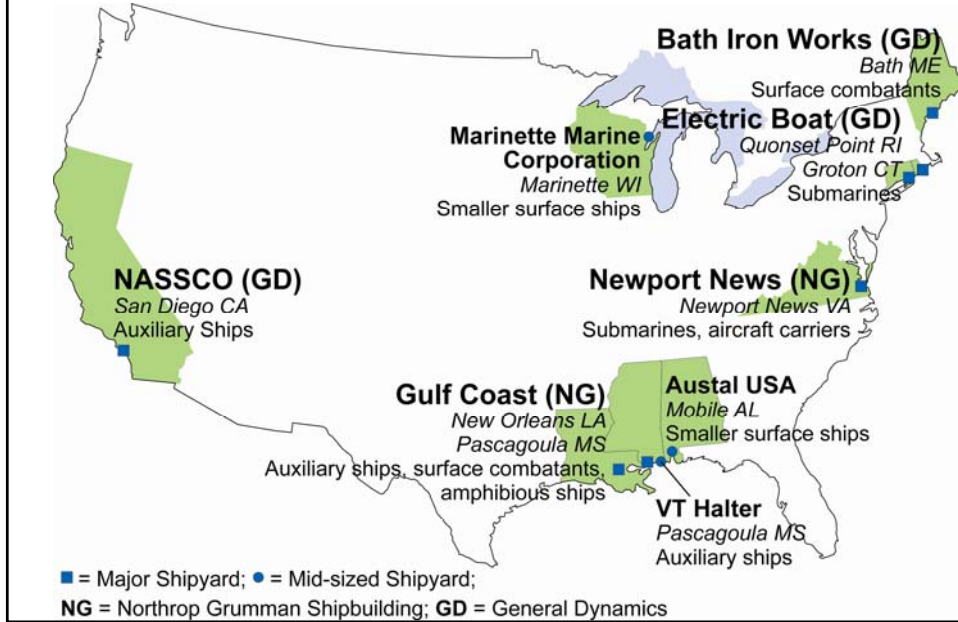 Bath Iron Works (GD)
Bath ME
Surface combatants
Electric Boat (GD)
Quonset Point RI
Groton CT
Submarines
Marinette Marine
Corporation
Marinette WI
Smaller surface ships
NASSCO (GD)
San Diego CA
Auxiliary Ships
Newport News (NG)
Newport News VA
Submarines, aircraft carriers
Gulf Coast (NG)
New Orleans LA
Pascagoula MS
Auxiliary ships, surface combatants,
amphibious ships
Austal USA
Mobile AL
Smaller surface ships
VT Halter
Pascagoula MS
Auxiliary ships
= Major Shipyard; = Mid-sized Shipyard;
NG = Northrop Grumman Shipbuilding; GD = General Dynamics